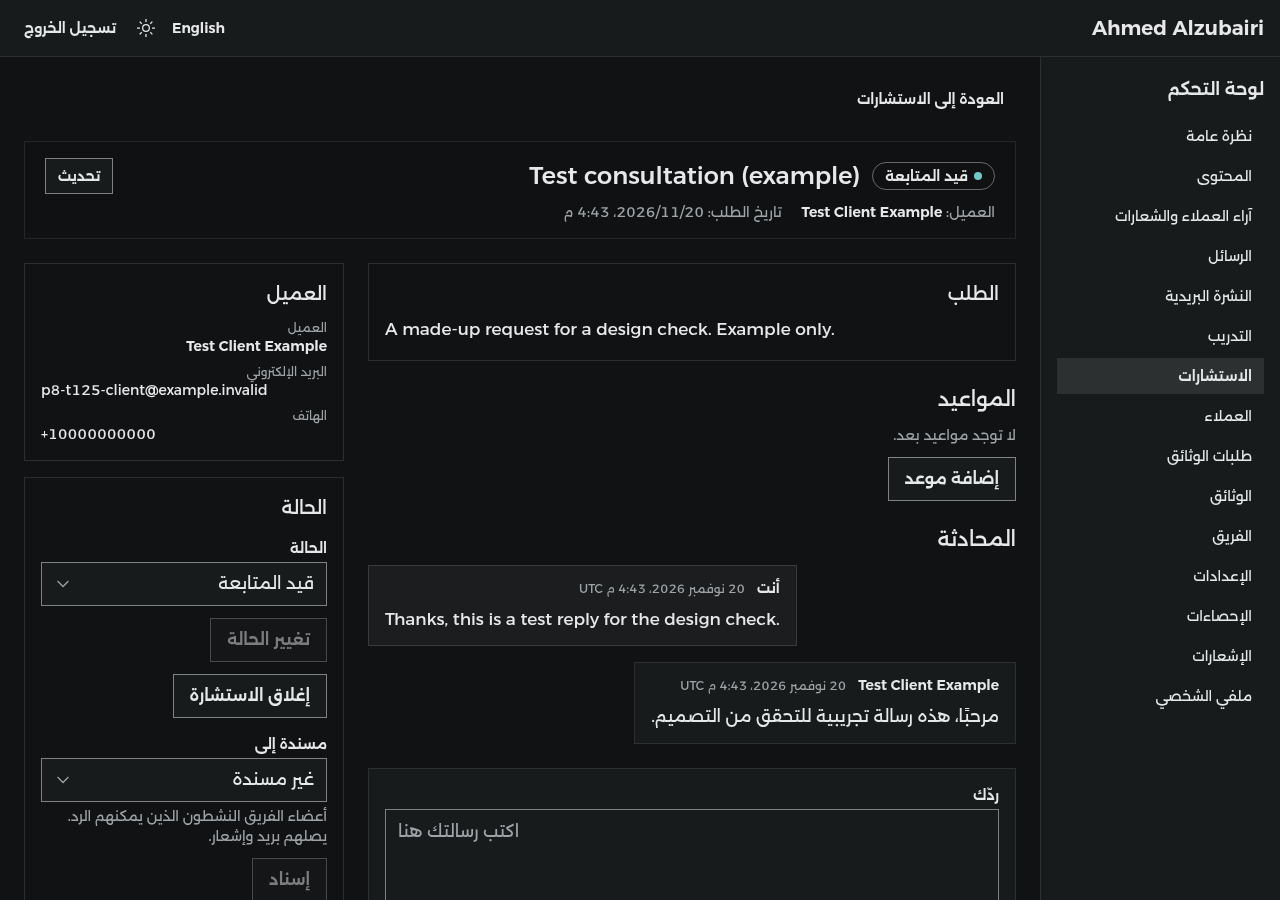 Ahmed Alzubairi
English
تسجيل الخروج
لوحة التحكم
نظرة عامة
المحتوى
آراء العملاء والشعارات
الرسائل
النشرة البريدية
التدريب
الاستشارات
العملاء
طلبات الوثائق
الوثائق
الفريق
الإعدادات
الإحصاءات
الإشعارات
ملفي الشخصي
العودة إلى الاستشارات
قيد المتابعة
Test consultation (example)
تحديث
العميل: Test Client Example
تاريخ الطلب: 20‏/11‏/2026، 4:43 م
الطلب
A made-up request for a design check. Example only.
المواعيد
لا توجد مواعيد بعد.
إضافة موعد
المحادثة
أنت 20 نوفمبر 2026، 4:43 م UTC
Thanks, this is a test reply for the design check.
Test Client Example 20 نوفمبر 2026، 4:43 م UTC
مرحبًا، هذه رسالة تجريبية للتحقق من التصميم.
ردّك
اكتب رسالتك هنا
العميل
العميل
Test Client Example
البريد الإلكتروني
p8-t125-client@example.invalid
الهاتف
+10000000000
الحالة
الحالة
قيد المتابعة
تغيير الحالة
إغلاق الاستشارة
مسندة إلى
غير مسندة
أعضاء الفريق النشطون الذين يمكنهم الرد.
يصلهم بريد وإشعار.
إسناد